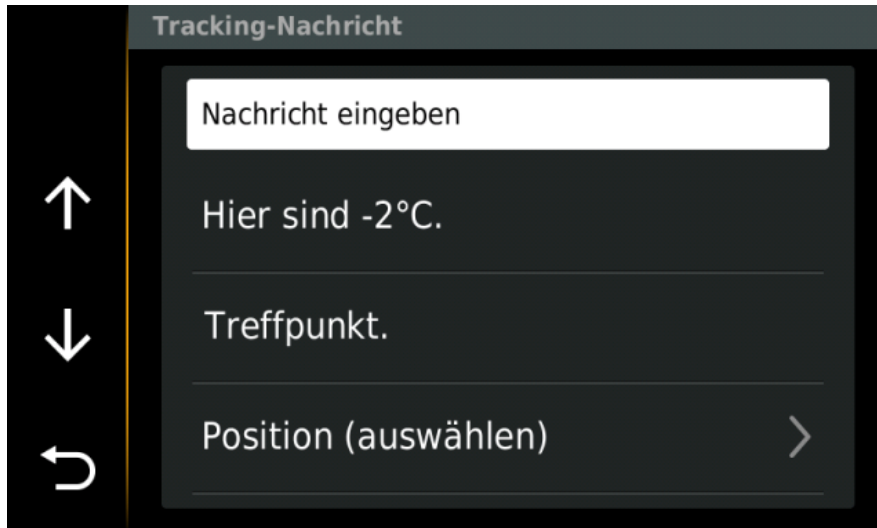 Tracking-Nachricht
Nachricht eingeben
Hier sind -2°C.
Treffpunkt.
Position (auswählen)